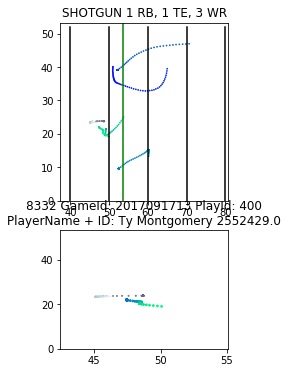 SHOTGUN 1 RB, 1 TE, 3 WR
50
40
30
20
10
0
40 50 60 70 80
8332 GameId: 2017091713 PlayId: 400
PlayerName + ID: Ty Montgomery 2552429.0
40
20
0
45 50 55